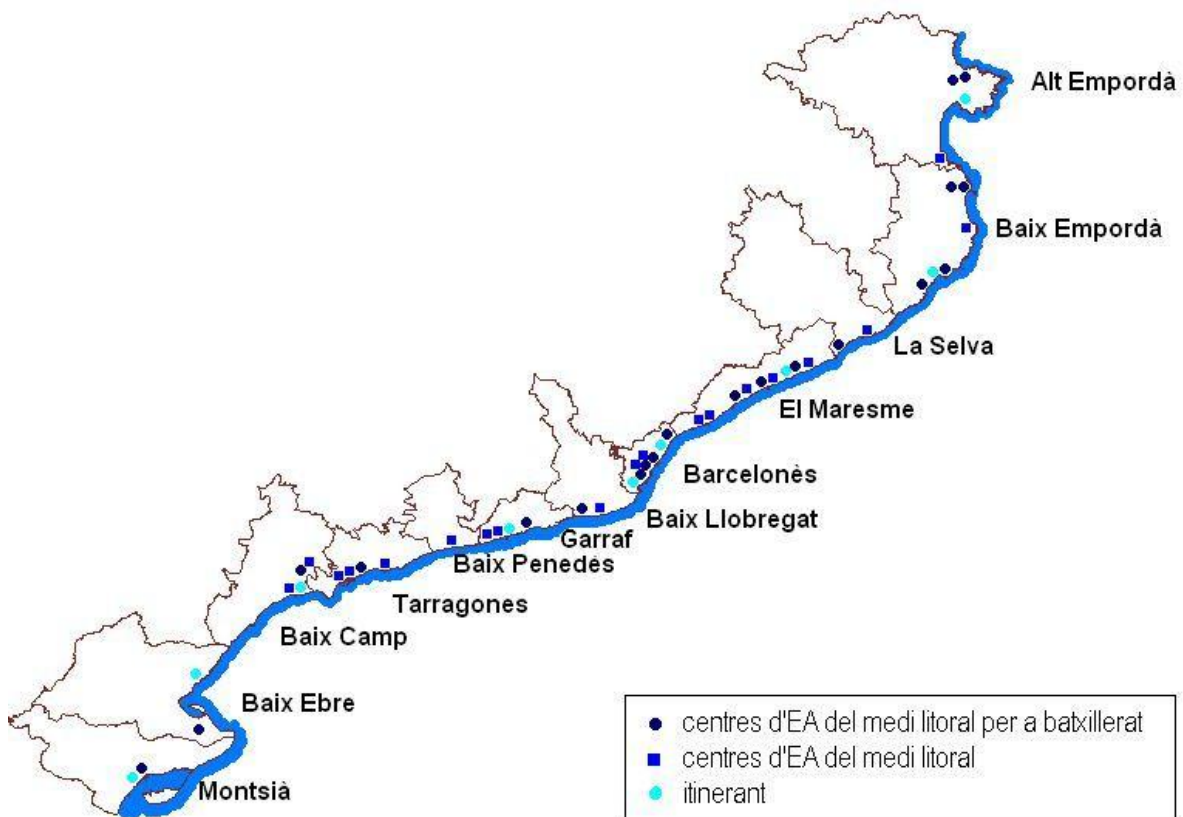 Alt Empordà
Baix Empordà
La Selva
El Maresme
Barcelonès
Baix Llobregat
Garraf
Baix Penedès
Tarragones
Baix Camp
Baix Ebre
Montsià
centres d'EA del medi litoral per a batxillerat
centres d'EA del medi litoral
itinerant